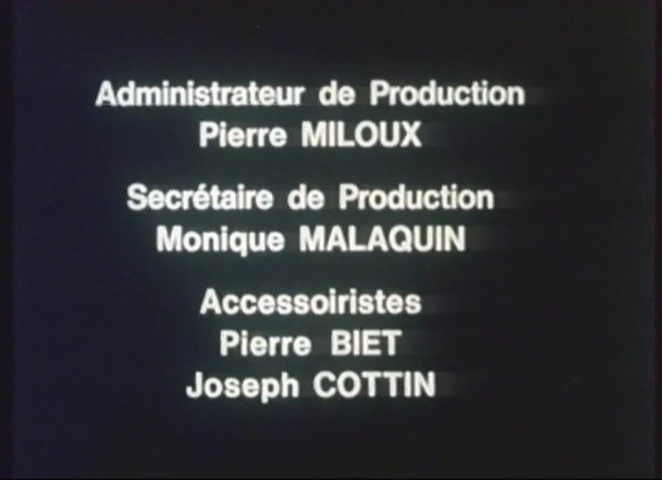 Administrateur de Production
Pierre MILOUX
Secrétaire de Production
Monique MALAQUIN
Accessoiristes
Pierre BIET
Joseph COTTIN